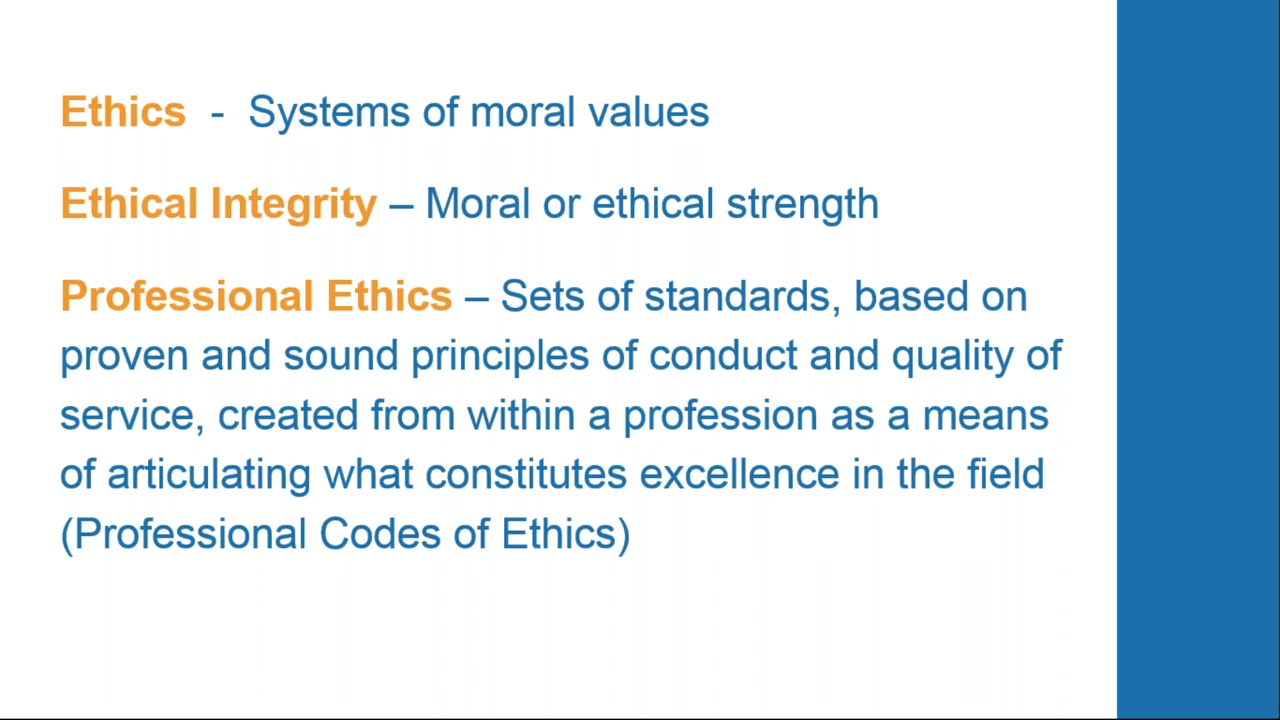 Ethics - Systems of moral values
Ethical Integrity – Moral or ethical strength
Professional Ethics – Sets of standards, based on
proven and sound principles of conduct and quality of
service, created from within a profession as a means
of articulating what constitutes excellence in the field
(Professional Codes of Ethics)